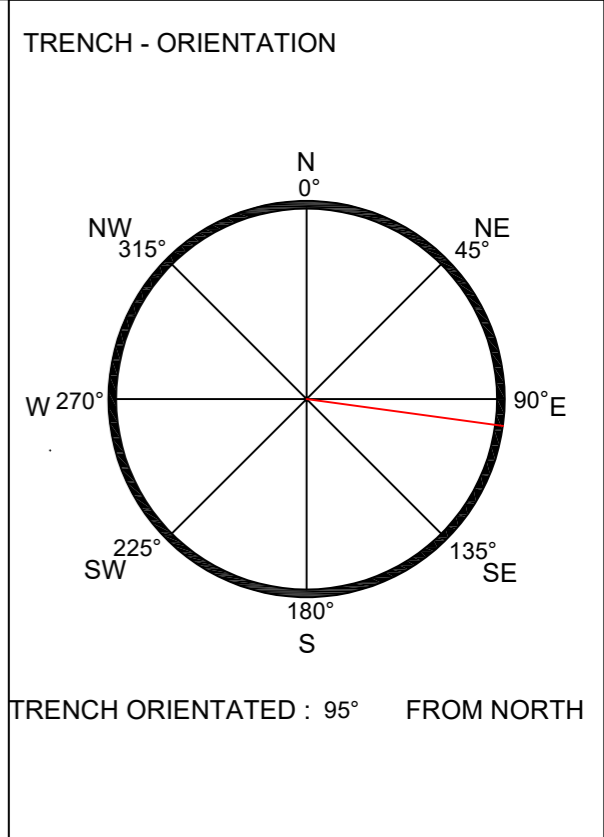 TRENCH - ORIENTATION
N
0°
NW
315°
NE
45°
W 270°
90° E
225°
SW
135°
SE
180°
S
TRENCH ORIENTATED : 95° FROM NORTH